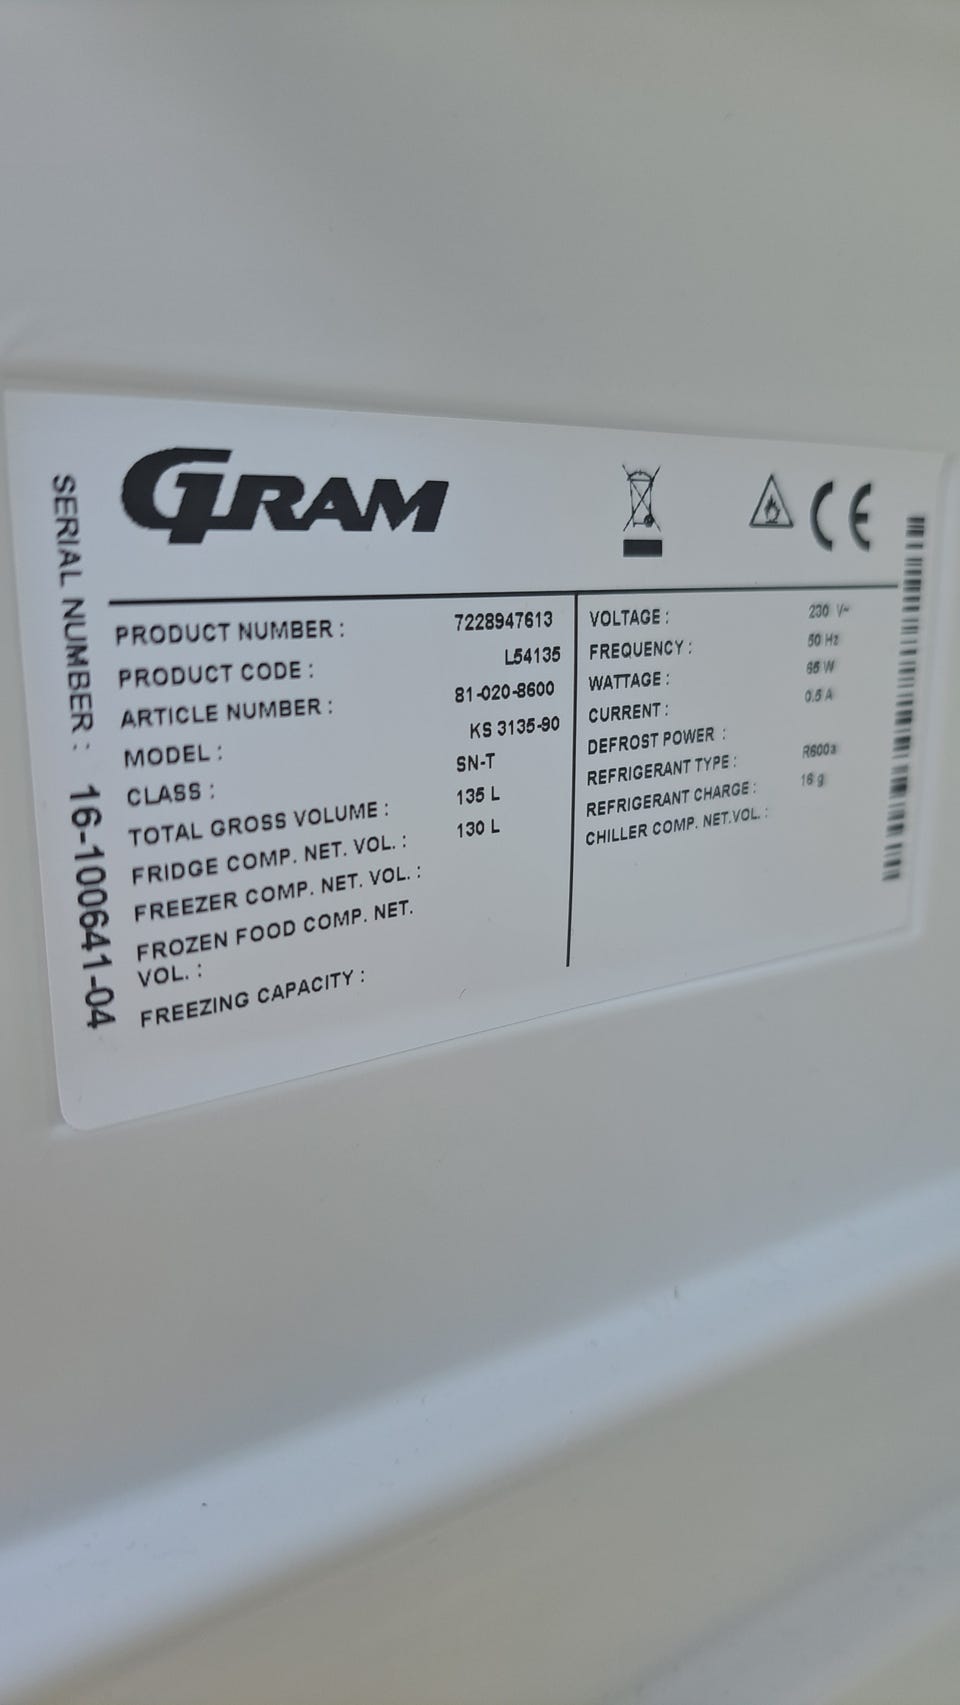 GRAM
CE
SERIAL NUMBER : 16-100641-04
PRODUCT NUMBER : 7228947613
PRODUCT CODE : L54135
ARTICLE NUMBER : 81-020-8600
MODEL : KS 3135-90
CLASS : SN-T
TOTAL GROSS VOLUME : 135 L
FRIDGE COMP. NET. VOL. : 130 L
FREEZER COMP. NET. VOL. :
FROZEN FOOD COMP. NET.
VOL. :
FREEZING CAPACITY :
VOLTAGE : 230 V~
FREQUENCY : 50 Hz
WATTAGE : 65 W
CURRENT : 0.5 A
DEFROST POWER :
REFRIGERANT TYPE : R600a
REFRIGERANT CHARGE : 16 g
CHILLER COMP. NET.VOL. :